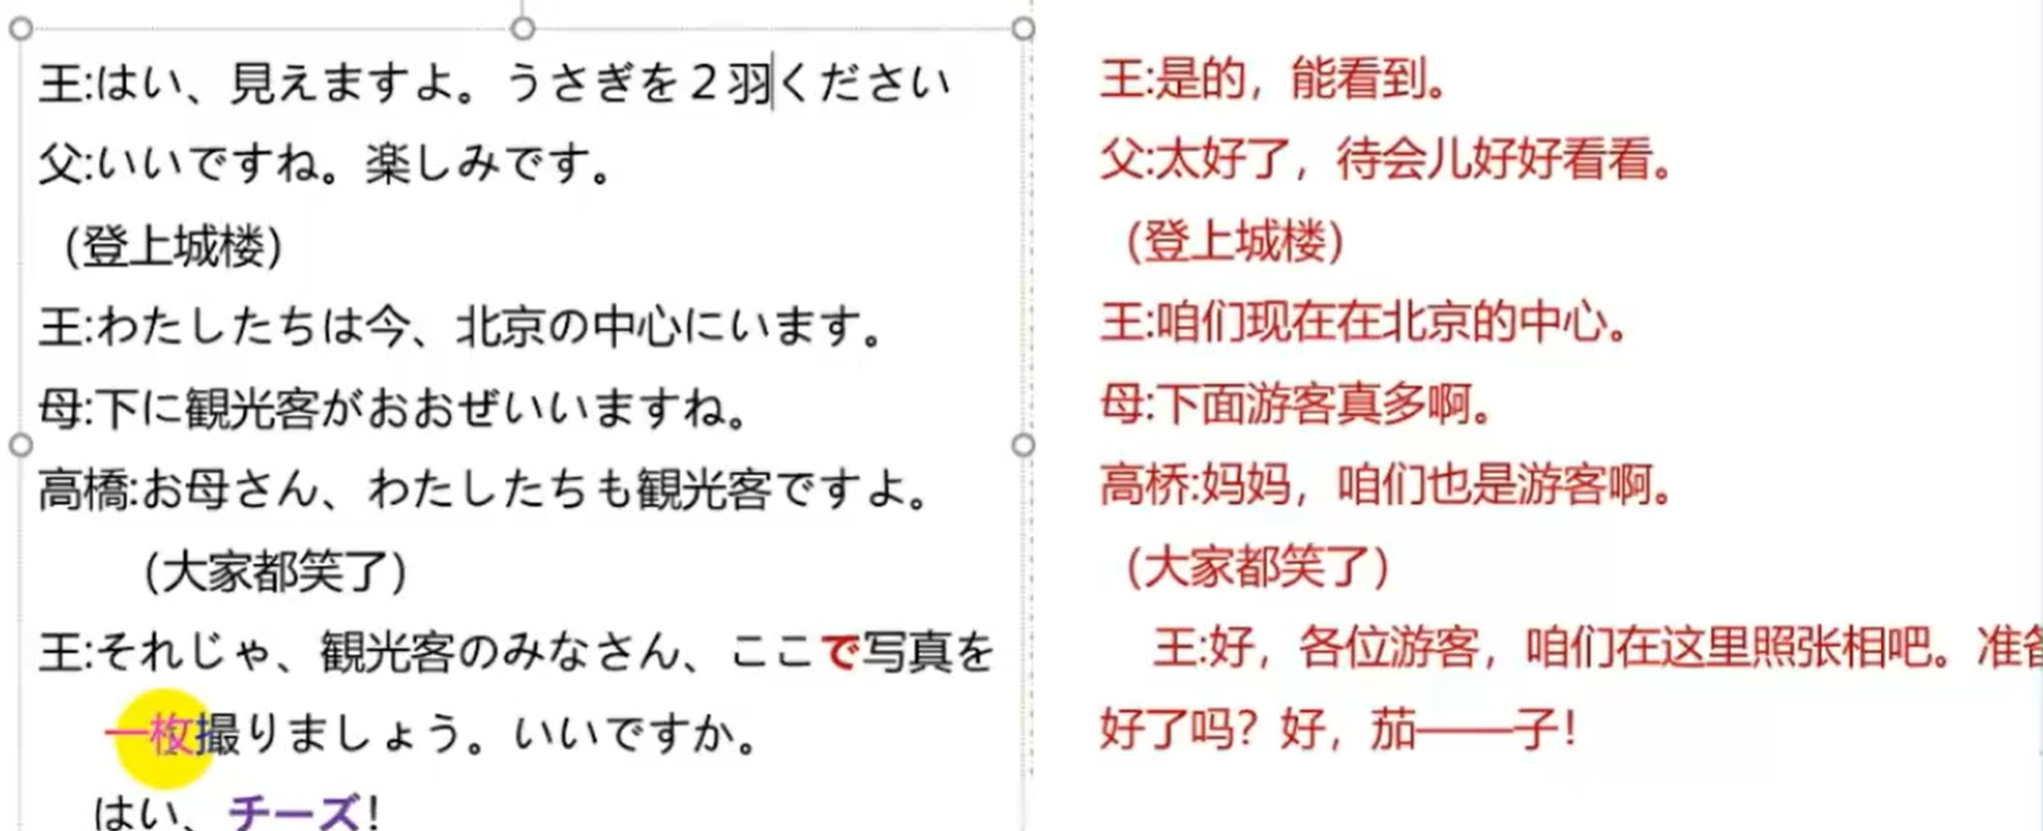 王:はい、見えますよ。うさぎを２羽ください
父:いいですね。楽しみです。
(登上城楼)
王:わたしたちは今、北京の中心にいます。
母:下に観光客がおおぜいいますね。
高橋:お母さん、わたしたちも観光客ですよ。
(大家都笑了)
王:それじゃ、観光客のみなさん、ここで写真を
一枚撮りましょう。いいですか。
はい、チーズ！
王:是的，能看到。
父:太好了，待会儿好好看看。
(登上城楼)
王:咱们现在在北京的中心。
母:下面游客真多啊。
高桥:妈妈，咱们也是游客啊。
(大家都笑了)
王:好，各位游客，咱们在这里照张相吧。准备
好了吗？好，茄——子！